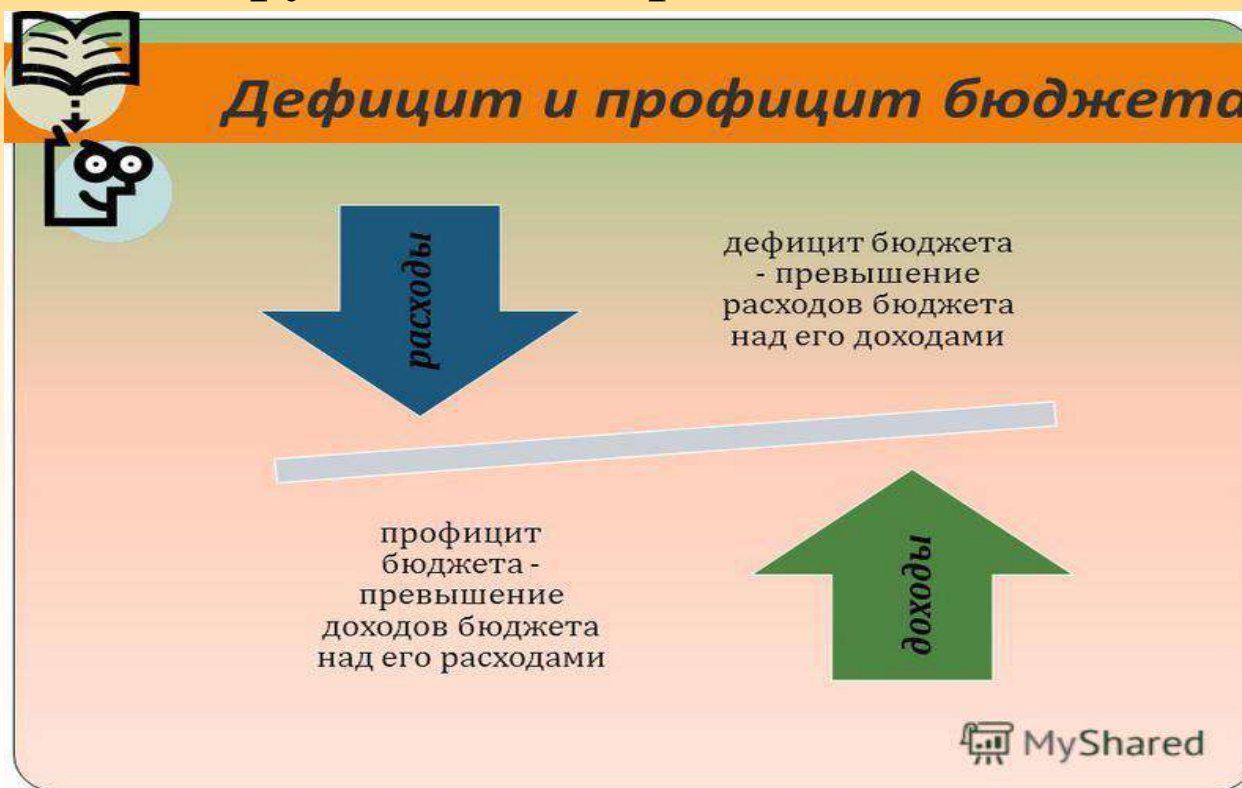 Дефицит и профицит бюджета
расходы
дефицит бюджета
- превышение
расходов бюджета
над его доходами
профицит
бюджета -
превышение
доходов бюджета
над его расходами
доходы
MyShared